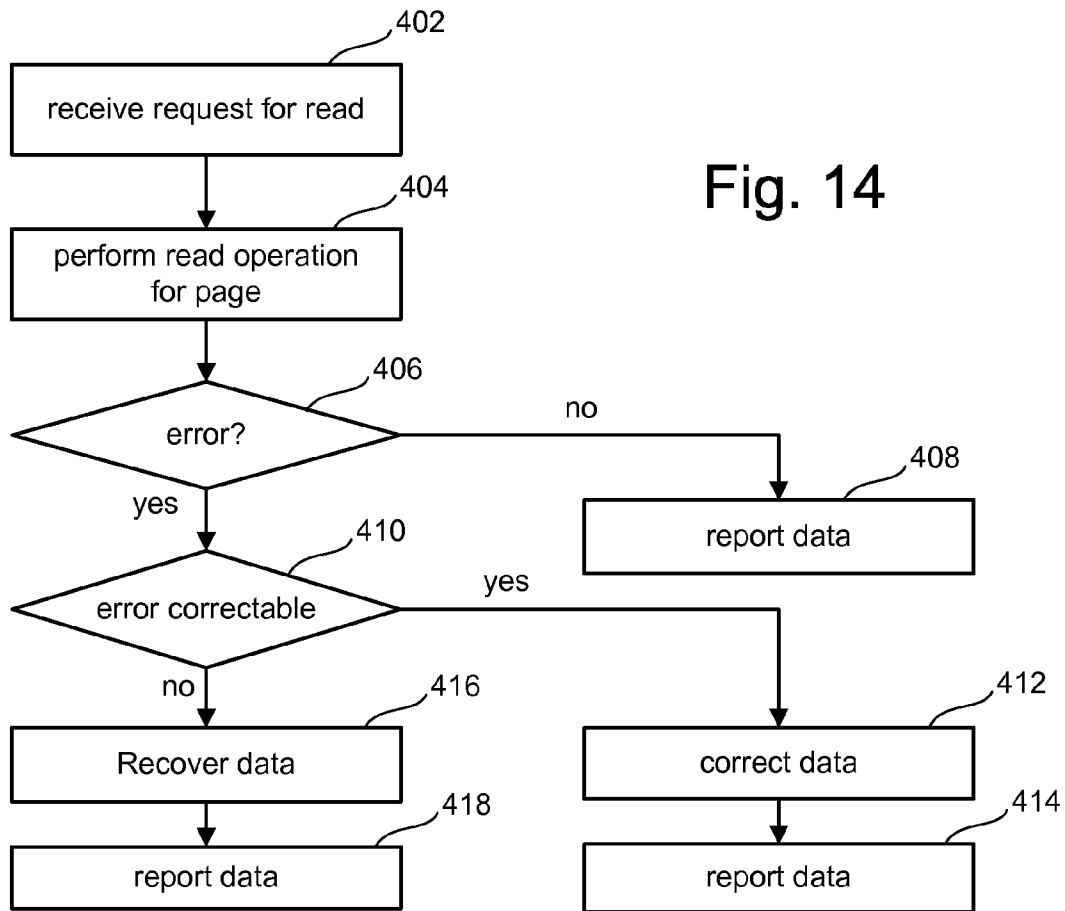 402
receive request for read
Fig. 14
404
perform read operation
for page
406
error?
no
408
report data
yes
410
error correctable
yes
no
416
Recover data
412
correct data
418
report data
414
report data